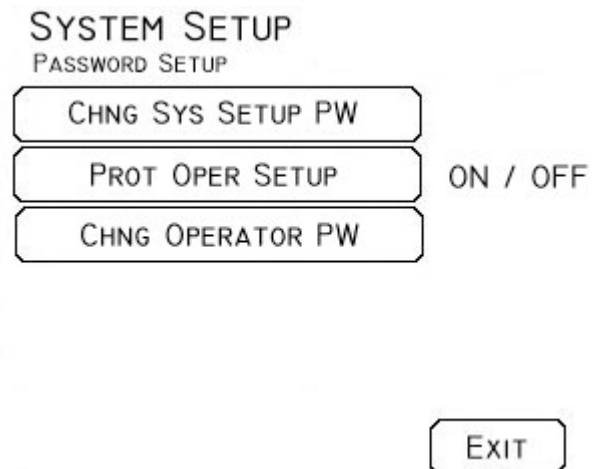 SYSTEM SETUP
PASSWORD SETUP
CHNG SYS SETUP PW
PROT OPER SETUP ON / OFF
CHNG OPERATOR PW
EXIT